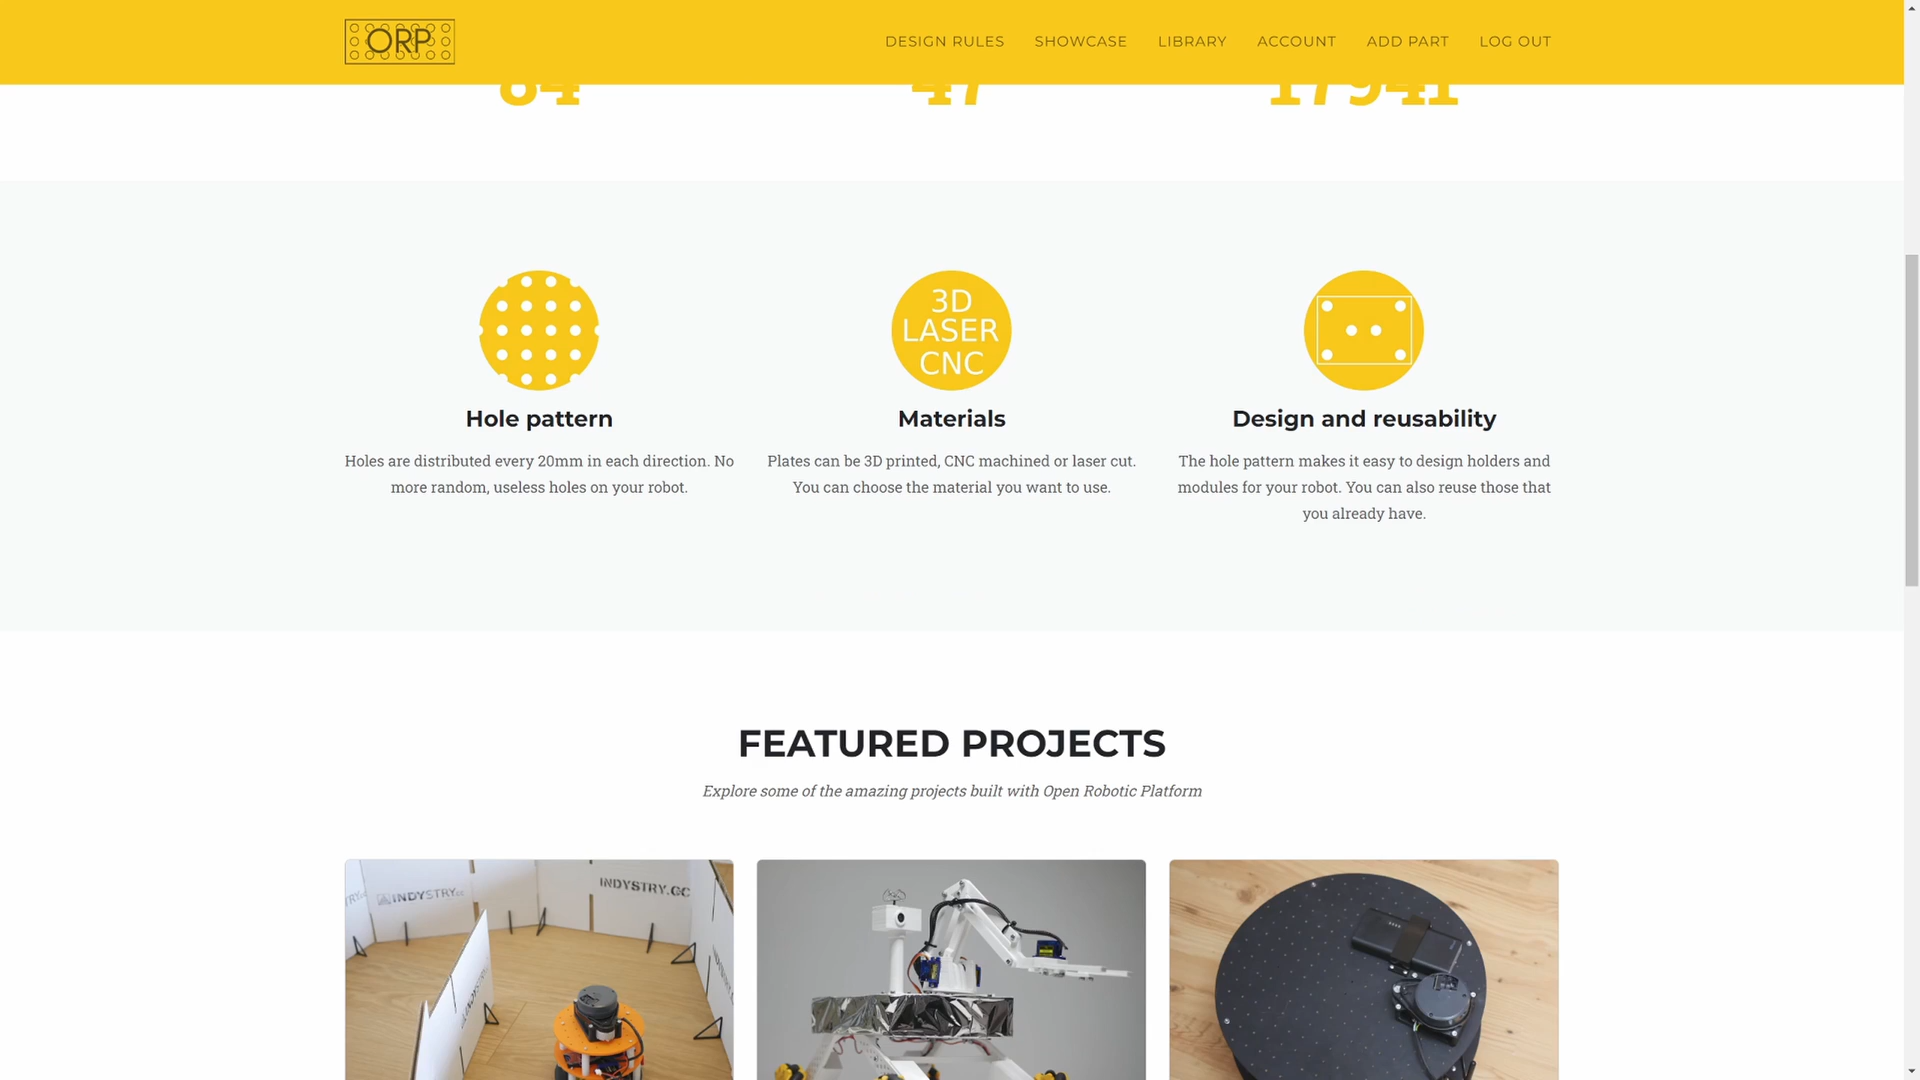 ORP
DESIGN RULES SHOWCASE LIBRARY ACCOUNT ADD PART LOG OUT
47 17941
3D
LASER
CNC
Hole pattern
Holes are distributed every 20mm in each direction. No
more random, useless holes on your robot.
Materials
Plates can be 3D printed, CNC machined or laser cut.
You can choose the material you want to use.
Design and reusability
The hole pattern makes it easy to design holders and
modules for your robot. You can also reuse those that
you already have.
FEATURED PROJECTS
Explore some of the amazing projects built with Open Robotic Platform
INDYSTRY.CC
INDYSTRY.CC